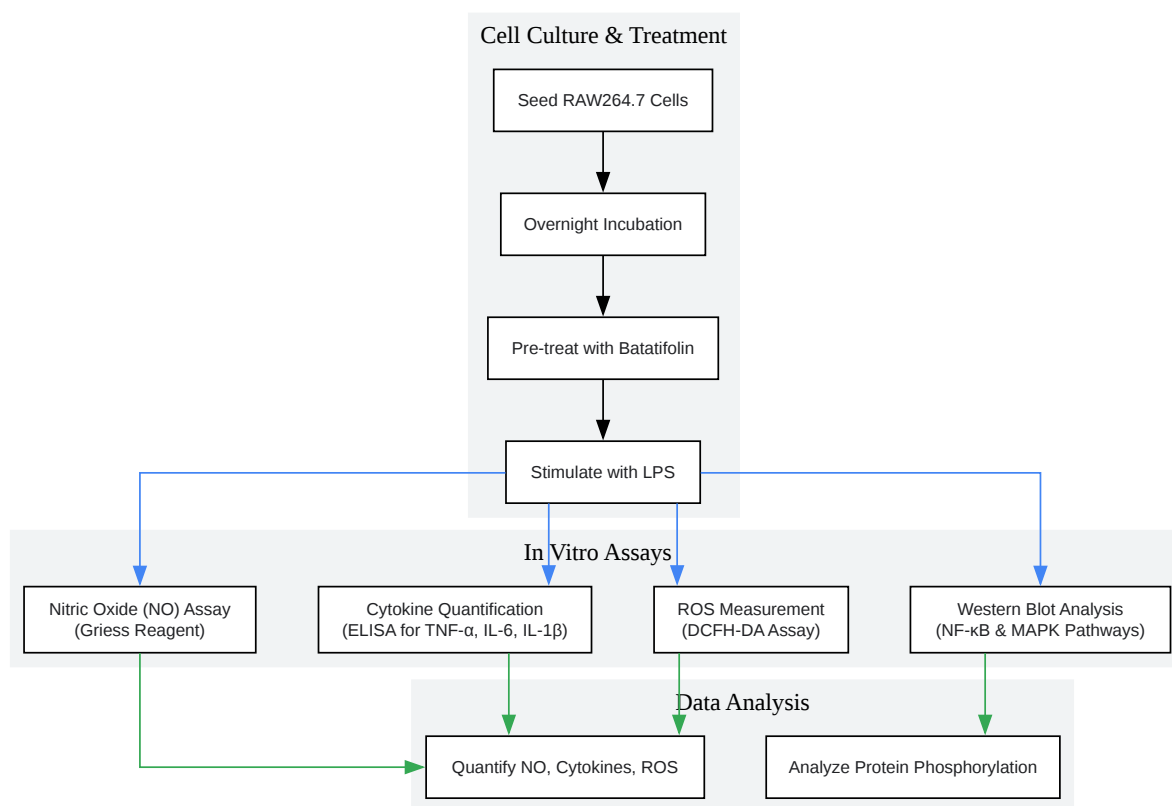 Cell Culture & Treatment
Seed RAW264.7 Cells
Overnight Incubation
Pre-treat with Batatifolin
Stimulate with LPS
In Vitro Assays
Nitric Oxide (NO) Assay
(Griess Reagent)
Cytokine Quantification
(ELISA for TNF-α, IL-6, IL-1β)
ROS Measurement
(DCFH-DA Assay)
Western Blot Analysis
(NF-κB & MAPK Pathways)
Data Analysis
Quantify NO, Cytokines, ROS
Analyze Protein Phosphorylation